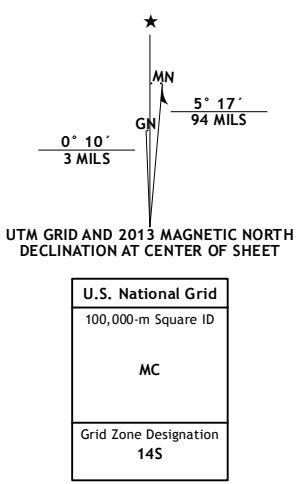 ★
MN
5° 17´
94 MILS
GN
0° 10´
3 MILS
UTM GRID AND 2013 MAGNETIC NORTH
DECLINATION AT CENTER OF SHEET
U.S. National Grid
100,000-m Square ID
MC
Grid Zone Designation
14S